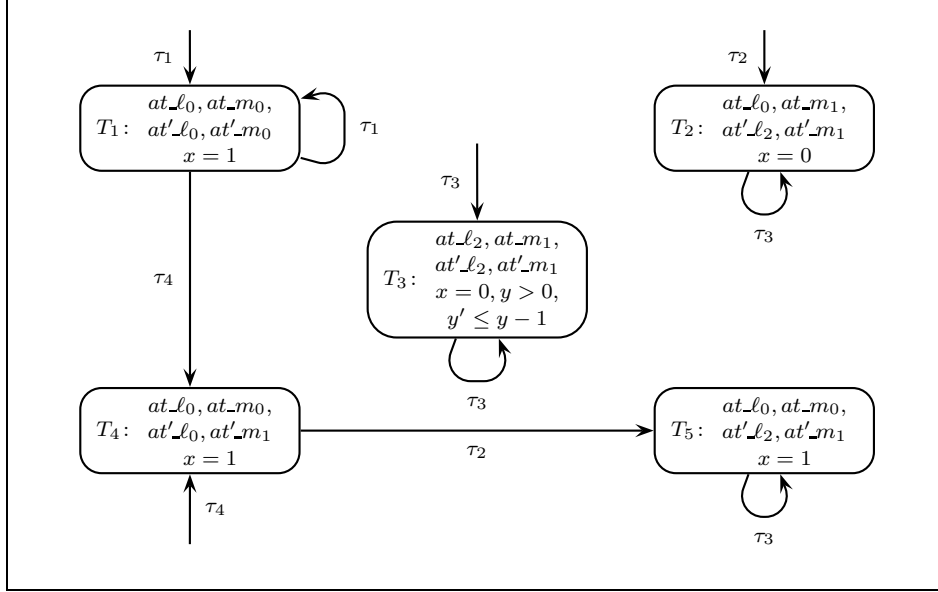 τ₁
τ₂
at_ℓ₀, at_m₀,
T₁: at′_ℓ₀, at′_m₀
x = 1
τ₁
at_ℓ₀, at_m₁,
T₂: at′_ℓ₂, at′_m₁
x = 0
τ₃
τ₃
at_ℓ₂, at_m₁,
at′_ℓ₂, at′_m₁
T₃: x = 0, y > 0,
y′ ≤ y − 1
τ₃
τ₄
at_ℓ₀, at_m₀,
T₄: at′_ℓ₀, at′_m₁
x = 1
τ₂
at_ℓ₀, at_m₀,
T₅: at′_ℓ₂, at′_m₁
x = 1
τ₄
τ₃